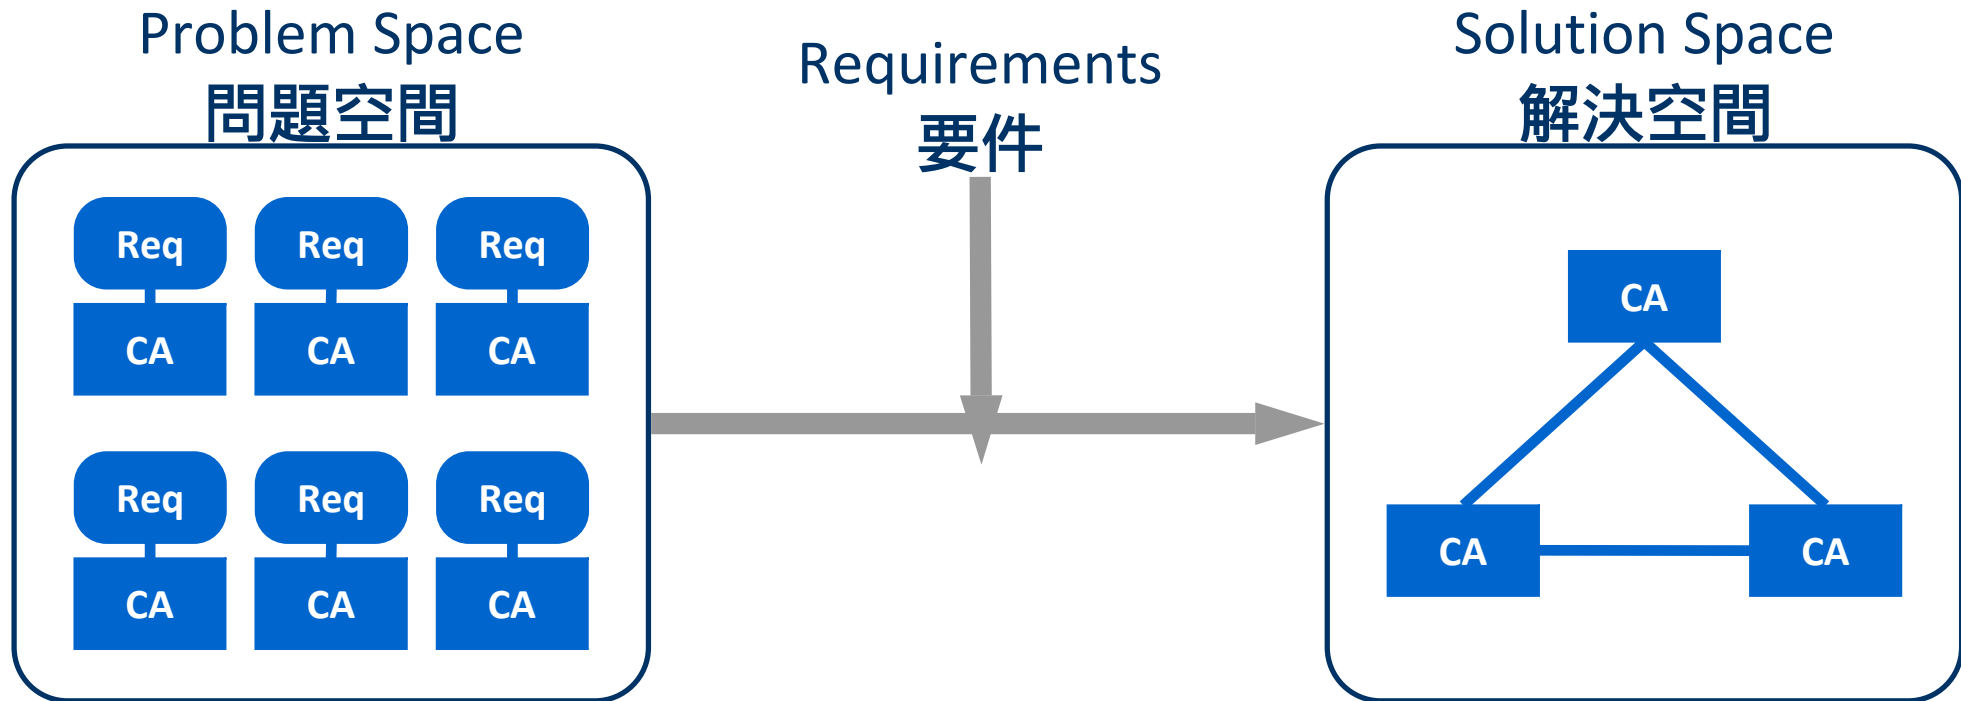 Problem Space
問題空間
Requirements
要件
Solution Space
解決空間
Req Req Req
CA CA CA
Req Req Req
CA CA CA
CA
CA CA